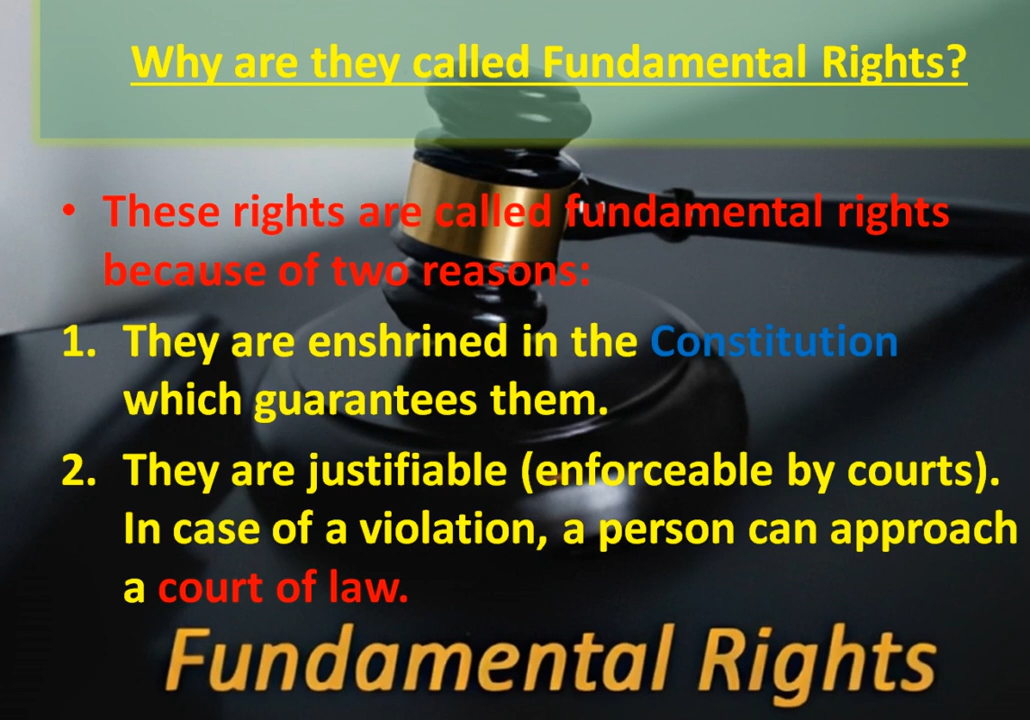 Why are they called Fundamental Rights?
• These rights are called fundamental rights
because of two reasons:
1. They are enshrined in the Constitution
which guarantees them.
2. They are justifiable (enforceable by courts).
In case of a violation, a person can approach
a court of law.
Fundamental Rights